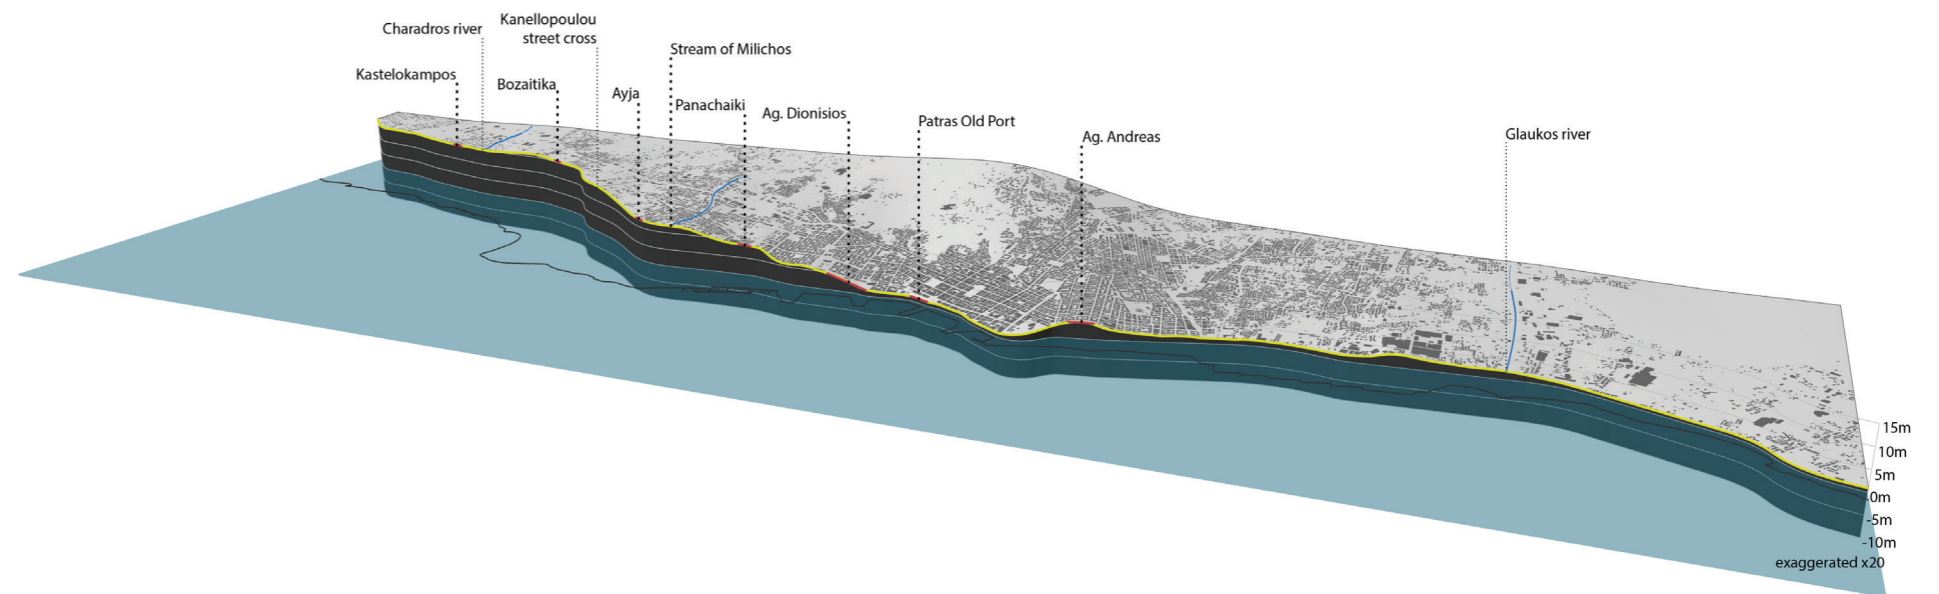 Kanellopoulou
street cross
Charadros river
Stream of Milichos
Kastelokampos
Bozaitika
Ayja
Panachaiki
Ag. Dionisios
Patras Old Port
Ag. Andreas
Glaukos river
15m
10m
5m
0m
-5m
-10m
exaggerated x20